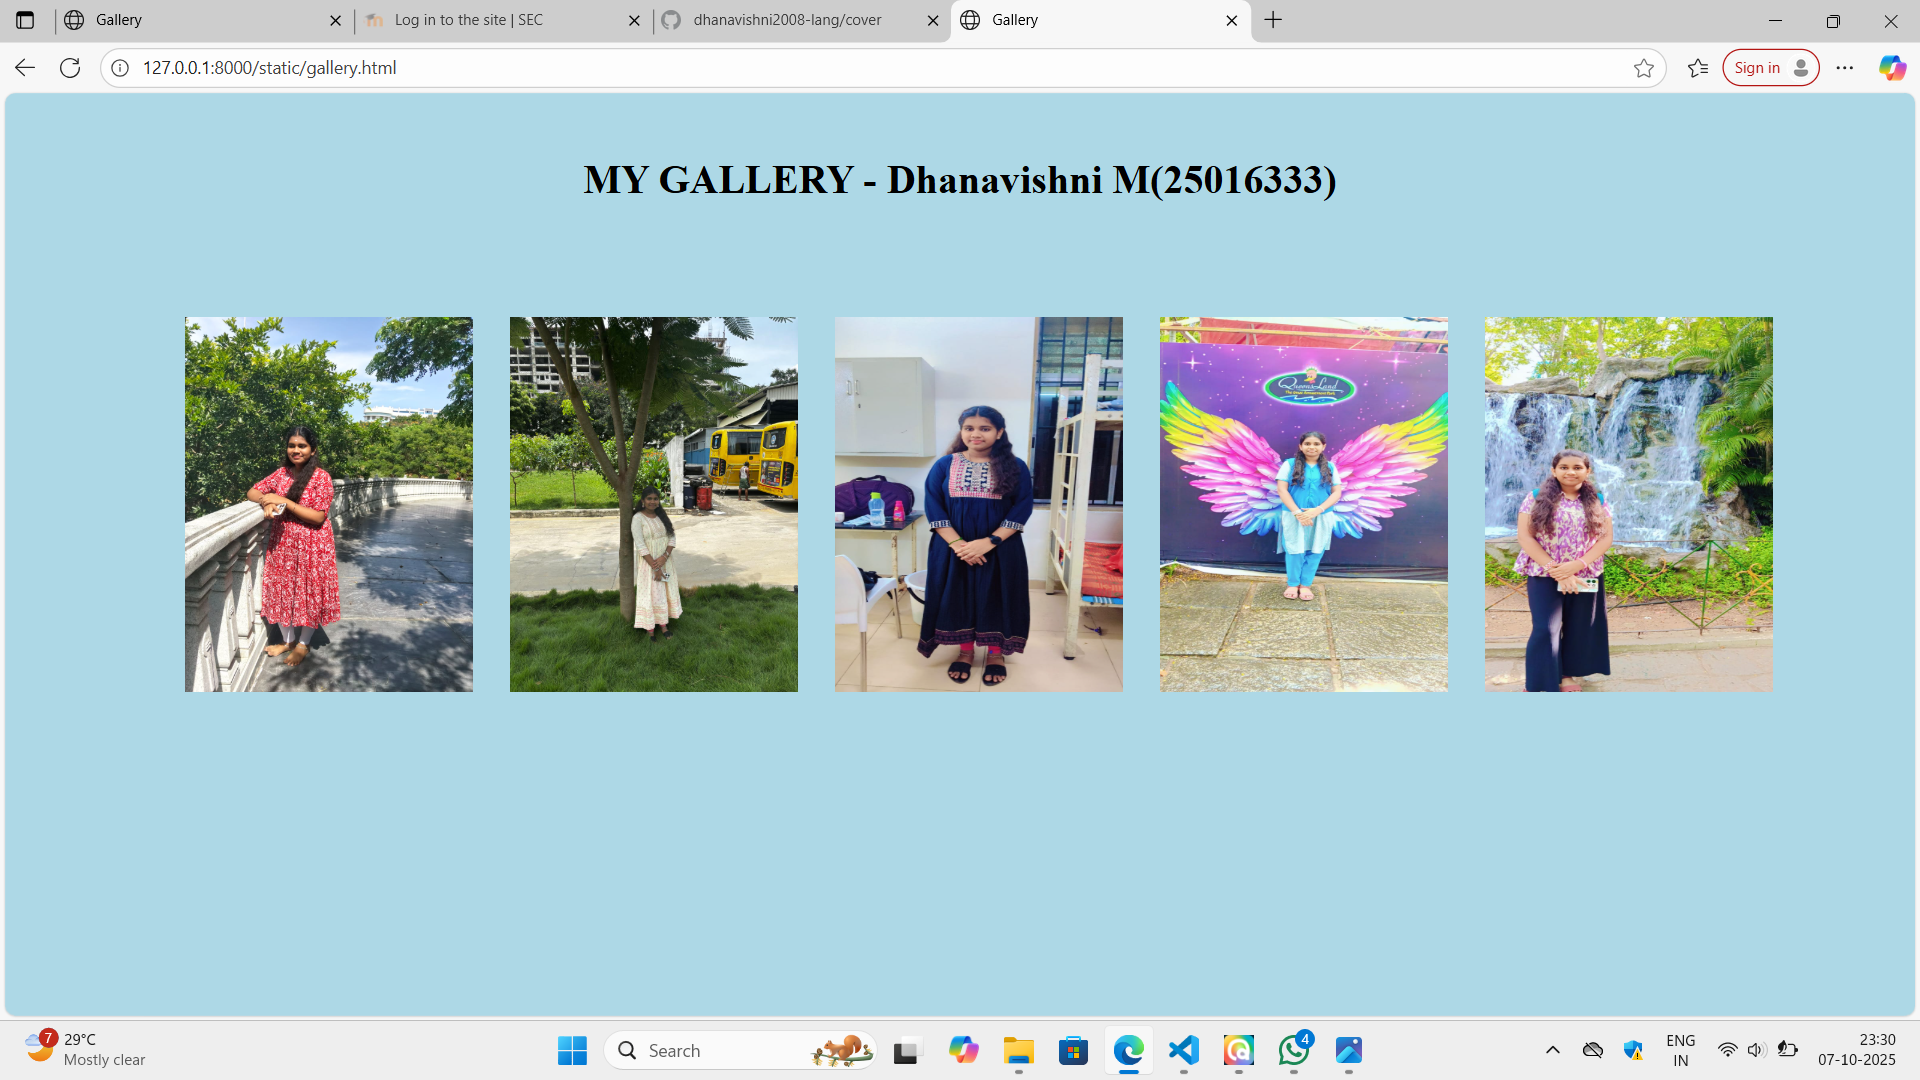 Gallery
Log in to the site | SEC
dhanavishni2008-lang/cover
Gallery
127.0.0.1:8000/static/gallery.html
Sign in
MY GALLERY - Dhanavishni M(25016333)
QueensLand
7
29°C
Mostly clear
Search
4
ENG
IN
23:30
07-10-2025